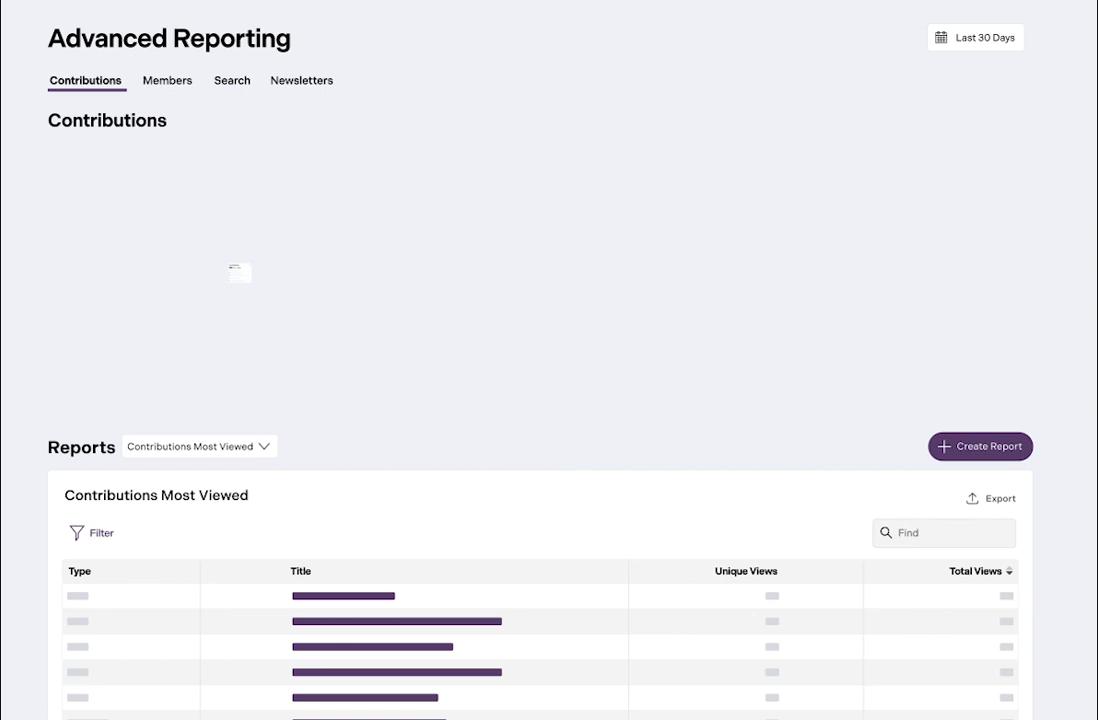 Advanced Reporting
Last 30 Days
Contributions Members Search Newsletters
Contributions
Reports Contributions Most Viewed
Create Report
Contributions Most Viewed
Export
Filter
Find
Type Title Unique Views Total Views